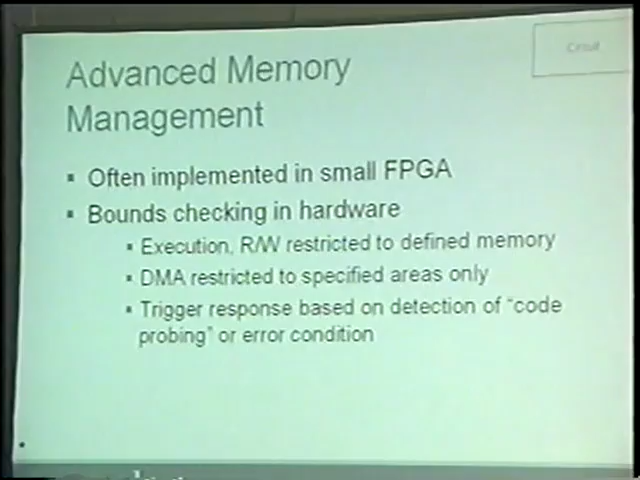 Circuit
Advanced Memory
Management
Often implemented in small FPGA
Bounds checking in hardware
Execution, R/W restricted to defined memory
DMA restricted to specified areas only
Trigger response based on detection of "code
probing" or error condition